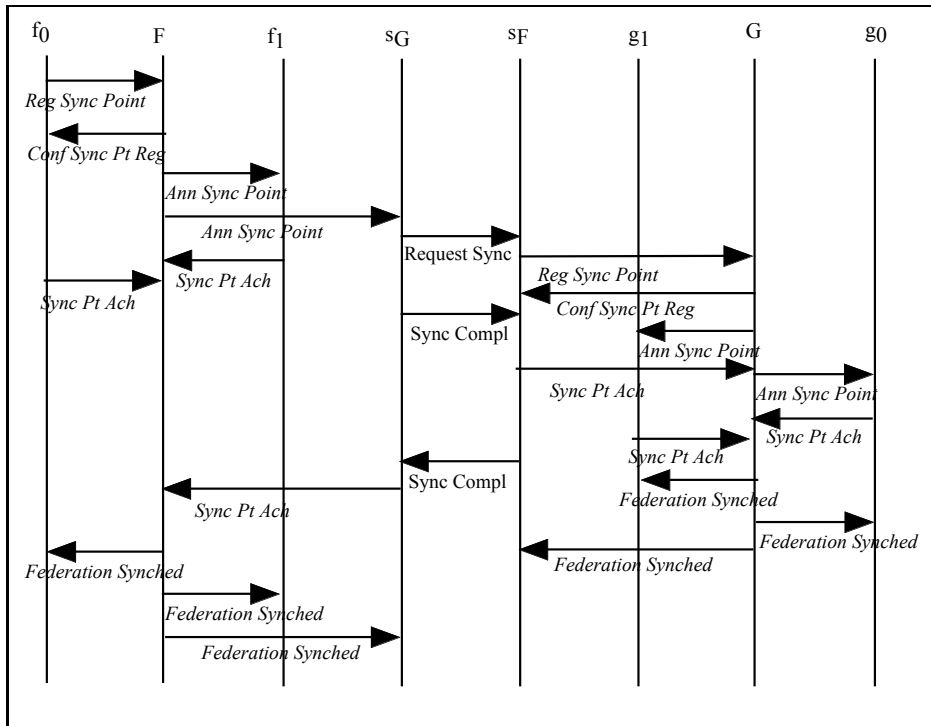 f0 F f1 sG sF g1 G g0
Reg Sync Point
Conf Sync Pt Reg
Ann Sync Point
Ann Sync Point
Request Sync
Reg Sync Point
Sync Pt Ach
Sync Pt Ach
Conf Sync Pt Reg
Sync Compl
Ann Sync Point
Sync Pt Ach
Ann Sync Point
Sync Pt Ach
Sync Pt Ach
Sync Compl
Federation Synched
Sync Pt Ach
Federation Synched
Federation Synched
Federation Synched
Federation Synched
Federation Synched